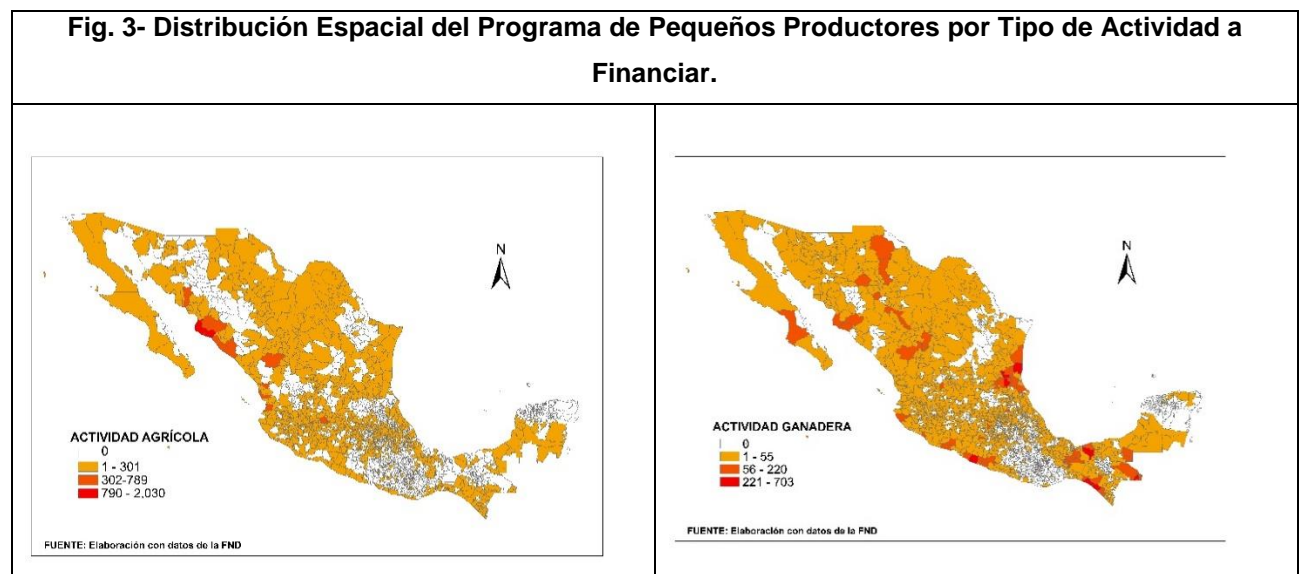 Fig. 3- Distribución Espacial del Programa de Pequeños Productores por Tipo de Actividad a
Financiar.
N
ACTIVIDAD AGRÍCOLA
0
1 - 301
302-789
790 - 2,030
FUENTE: Elaboración con datos de la FND
N
ACTIVIDAD GANADERA
0
1 - 55
56 - 220
221 - 703
FUENTE: Elaboración con datos de la FND